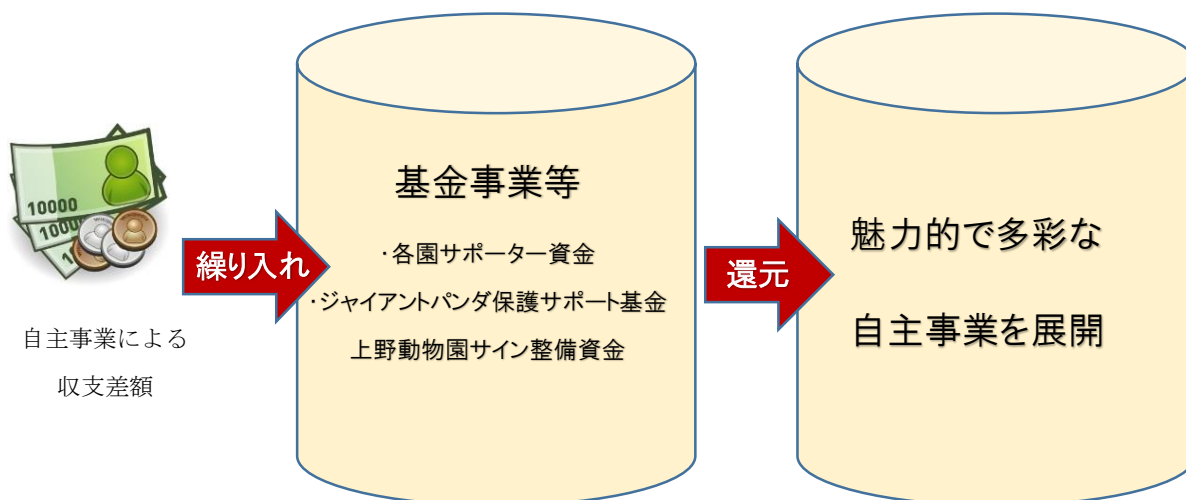 10000
1000
1
自主事業による
収支差額
繰り入れ
基金事業等
・各園サポーター資金
・ジャイアントパンダ保護サポート基金
上野動物園サイン整備資金
還元
魅力的で多彩な
自主事業を展開